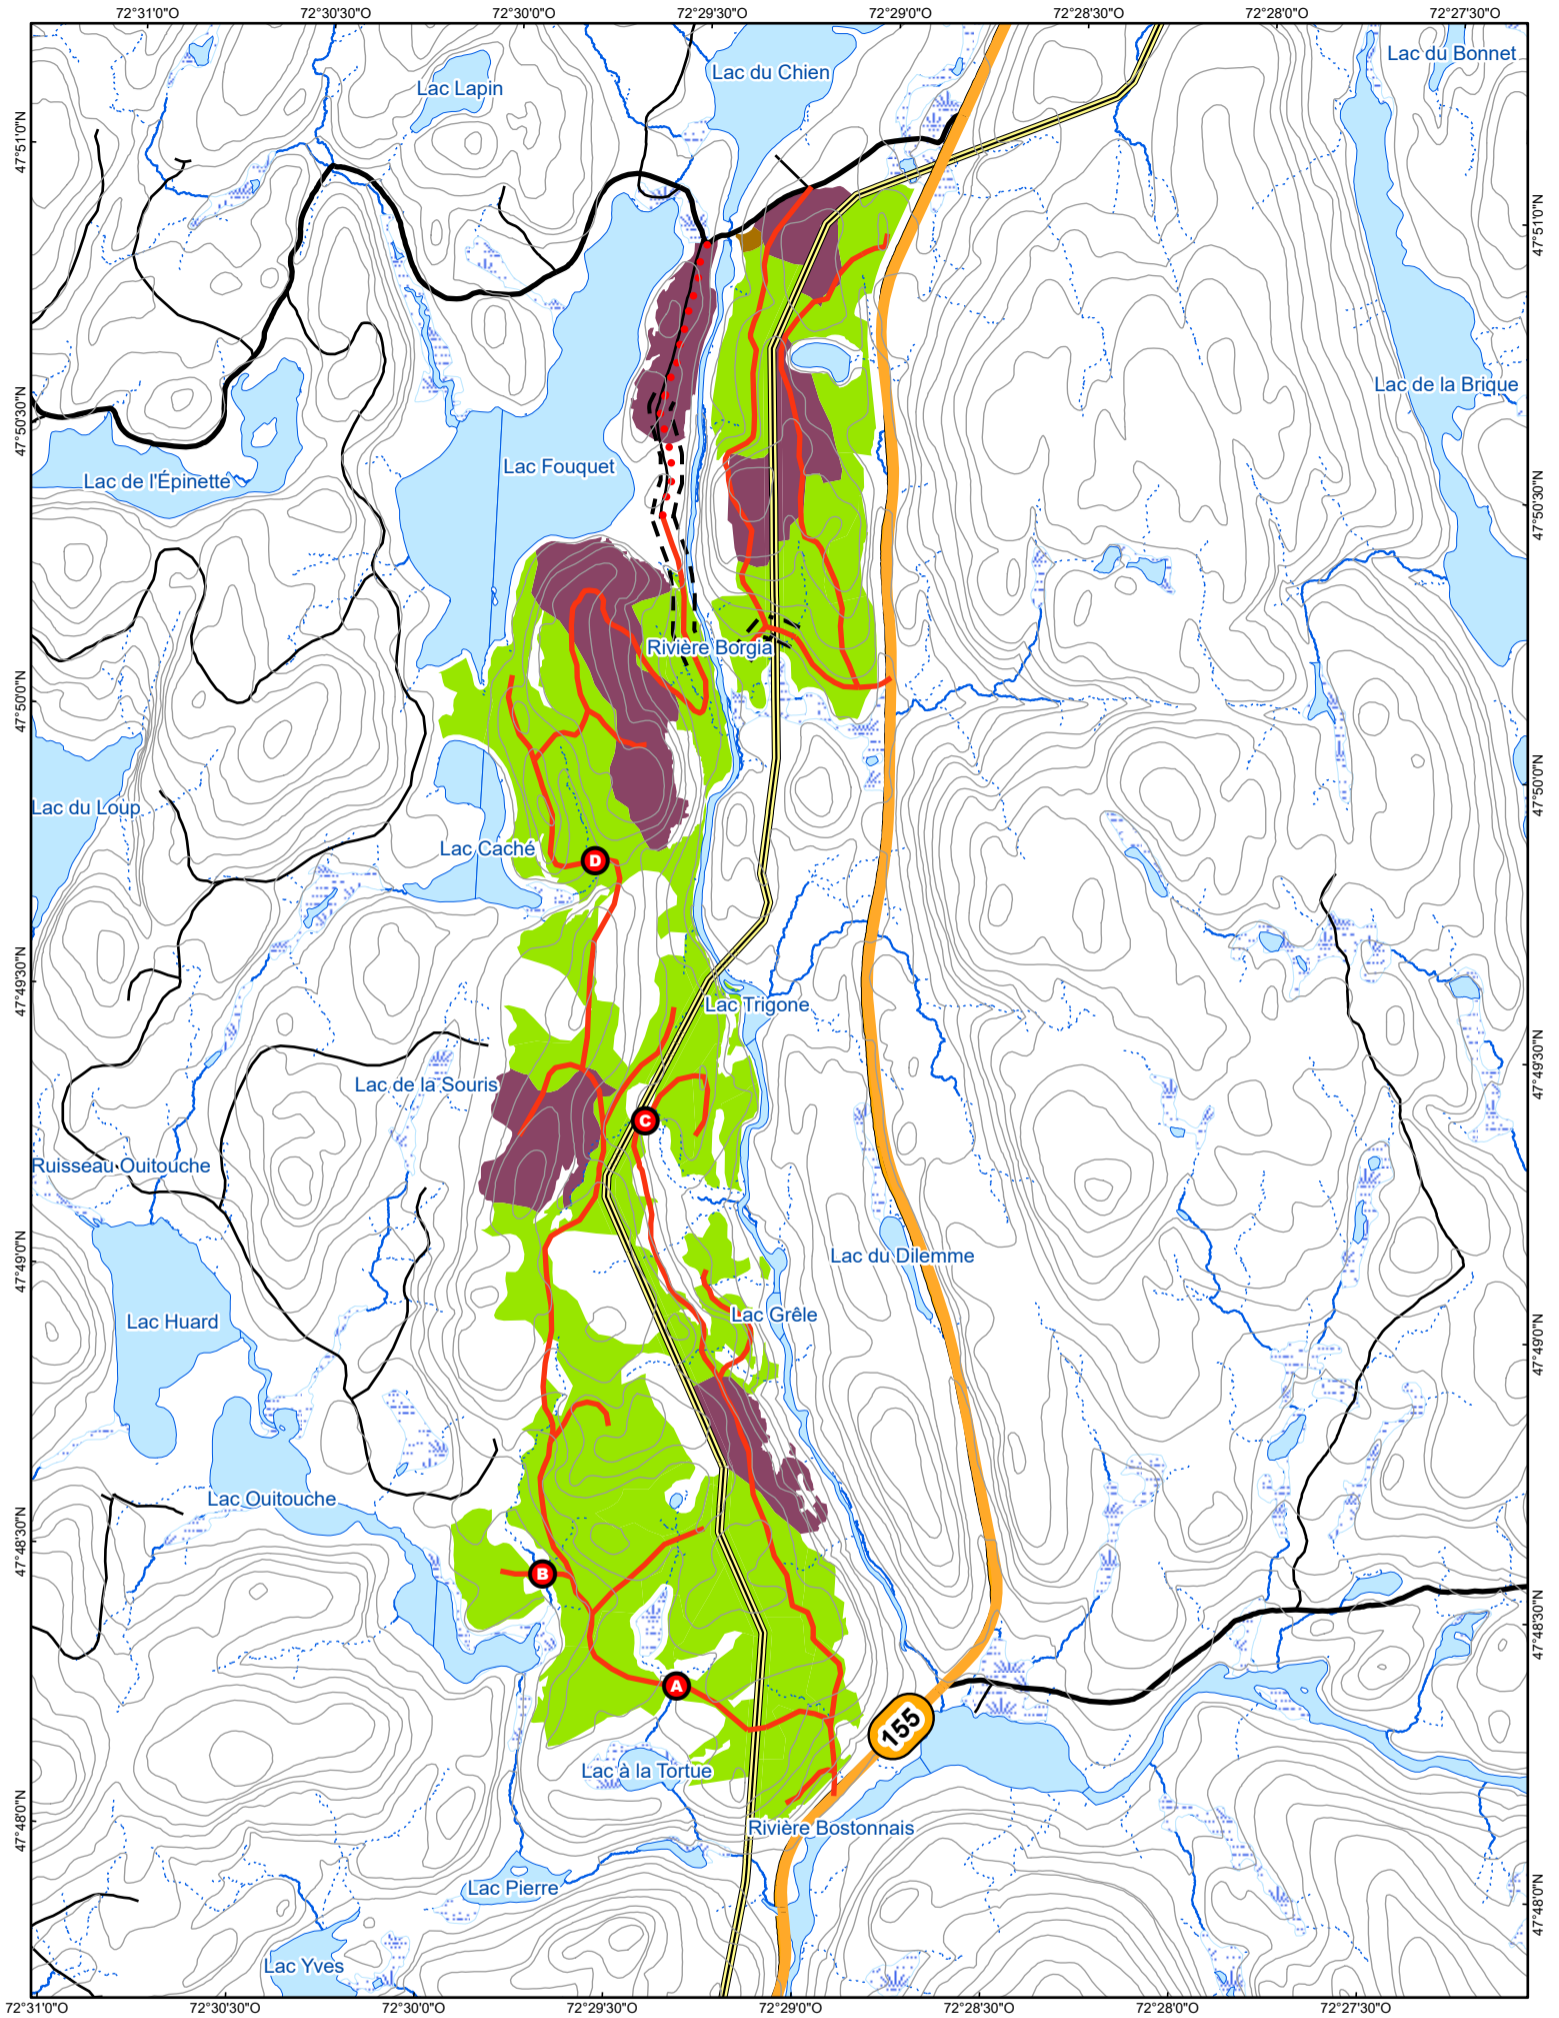 72°31'0"O 72°30'30"O 72°30'0"O 72°29'30"O 72°29'0"O 72°28'30"O 72°28'0"O 72°27'30"O
Lac du Bonnet
Lac du Chien
Lac Lapin
47°51'0"N
47°51'0"N
Lac de la Brique
47°50'30"N
Lac Fouquet
Lac de l'Épinette
47°50'30"N
Rivière Borgia
47°50'0"N
47°50'0"N
Lac du Loup
Lac Caché
D
47°49'30"N
Lac Trigone
47°49'30"N
Lac de la Souris
C
Ruisseau Ouitouche
47°49'0"N
Lac du Dilemme
Lac Grêle
Lac Huard
47°49'0"N
Lac Ouitouche
47°48'30"N
B
47°48'30"N
A
155
Lac à la Tortue
47°48'0"N
Rivière Bostonnais
Lac Pierre
47°48'0"N
Lac Yves
72°31'0"O 72°30'30"O 72°30'0"O 72°29'30"O 72°29'0"O 72°28'30"O 72°28'0"O 72°27'30"O